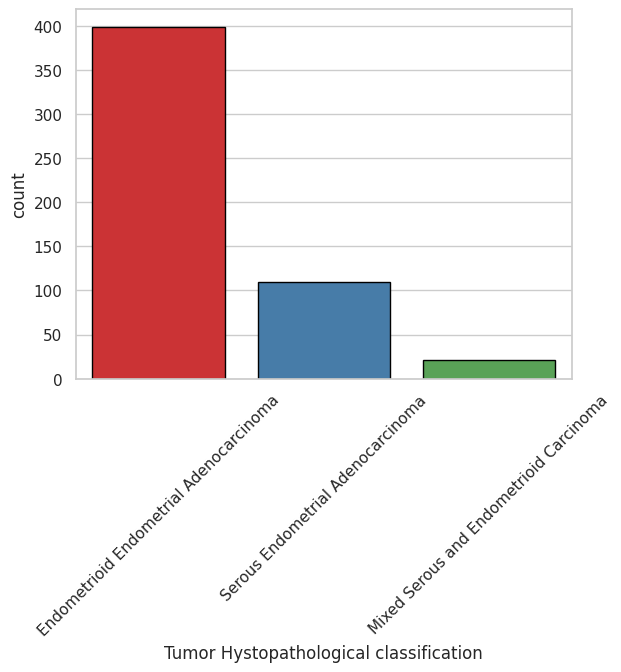 400
350
300
250
200
150
100
50
0
count
Endometrioid Endometrial Adenocarcinoma
Serous Endometrial Adenocarcinoma
Mixed Serous and Endometrioid Carcinoma
Tumor Hystopathological classification